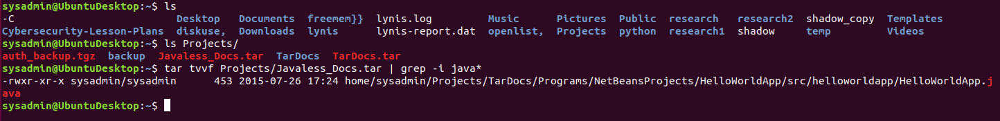 sysadmin@UbuntuDesktop:~$ ls
-C Desktop Documents freemem}} lynis.log Music Pictures Public research research2 shadow_copy Templates
Cybersecurity-Lesson-Plans diskuse, Downloads lynis lynis-report.dat openlist, Projects python research1 shadow temp Videos
sysadmin@UbuntuDesktop:~$ ls Projects/
auth_backup.tgz backup Javaless_Docs.tar TarDocs TarDocs.tar
sysadmin@UbuntuDesktop:~$ tar tvvf Projects/Javaless_Docs.tar | grep -i java*
-rwxr-xr-x sysadmin/sysadmin 453 2015-07-26 17:24 home/sysadmin/Projects/TarDocs/Programs/NetBeansProjects/HelloWorldApp/src/helloworldapp/HelloWorldApp.j
ava
sysadmin@UbuntuDesktop:~$